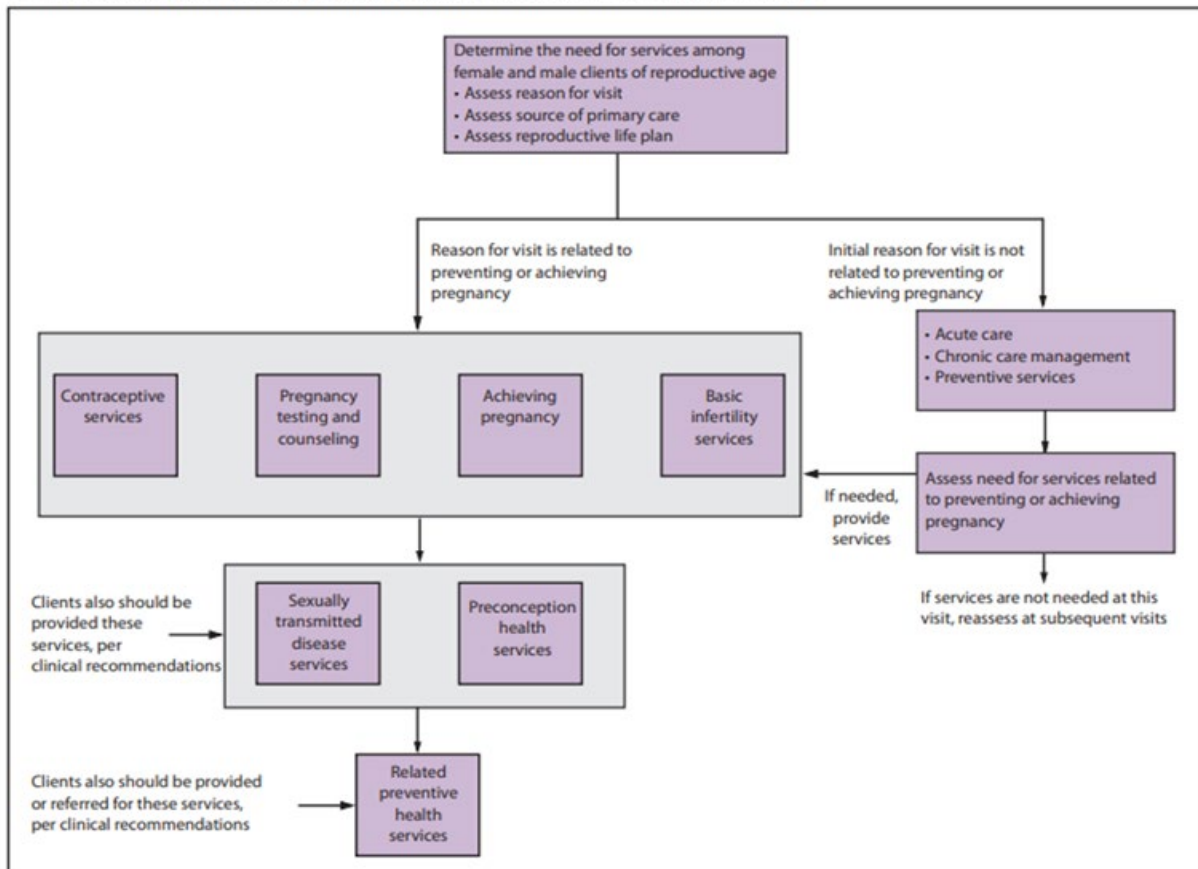 Determine the need for services among
female and male clients of reproductive age
• Assess reason for visit
• Assess source of primary care
• Assess reproductive life plan
Reason for visit is related to
preventing or achieving
pregnancy
Initial reason for visit is not
related to preventing or
achieving pregnancy
• Acute care
• Chronic care management
• Preventive services
Contraceptive
services
Pregnancy
testing and
counseling
Achieving
pregnancy
Basic
infertility
services
Assess need for services related
to preventing or achieving
pregnancy
If needed,
provide
services
If services are not needed at this
visit, reassess at subsequent visits
Clients also should be
provided these
services, per
clinical recommendations
Sexually
transmitted
disease
services
Preconception
health
services
Clients also should be provided
or referred for these services,
per clinical recommendations
Related
preventive
health
services